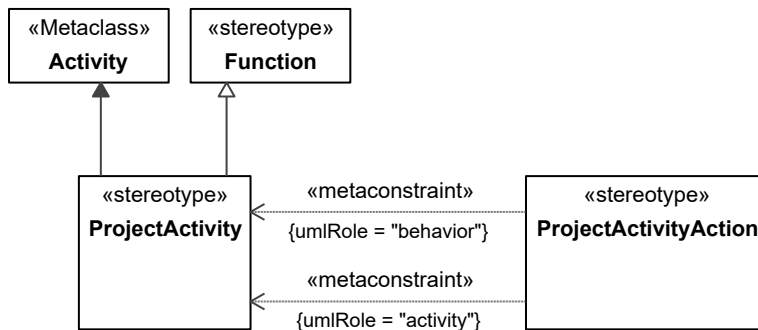 «Metaclass»
Activity
«stereotype»
Function
«stereotype»
ProjectActivity
«metaconstraint»
{umlRole = "behavior"}
«metaconstraint»
{umlRole = "activity"}
«stereotype»
ProjectActivityAction